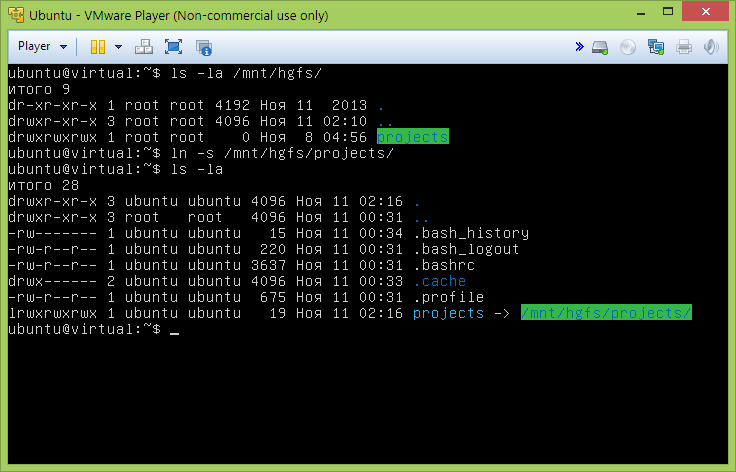 Ubuntu - VMware Player (Non-commercial use only)
Player
ubuntu@virtual:~$ ls -la /mnt/hgfs/
итого 9
dr-xr-xr-x 1 root root 4192 Ноя 11  2013 .
drwxr-xr-x 3 root root 4096 Ноя 11 02:10 ..
drwxrwxrwx 1 root root    0 Ноя  8 04:56 projects
ubuntu@virtual:~$ ln -s /mnt/hgfs/projects/
ubuntu@virtual:~$ ls -la
итого 28
drwxr-xr-x 3 ubuntu ubuntu 4096 Ноя 11 02:16 .
drwxr-xr-x 3 root   root   4096 Ноя 11 00:31 ..
-rw------- 1 ubuntu ubuntu   15 Ноя 11 00:34 .bash_history
-rw-r--r-- 1 ubuntu ubuntu  220 Ноя 11 00:31 .bash_logout
-rw-r--r-- 1 ubuntu ubuntu 3637 Ноя 11 00:31 .bashrc
drwx------ 2 ubuntu ubuntu 4096 Ноя 11 00:33 .cache
-rw-r--r-- 1 ubuntu ubuntu  675 Ноя 11 00:31 .profile
lrwxrwxrwx 1 ubuntu ubuntu   19 Ноя 11 02:16 projects -> /mnt/hgfs/projects/
ubuntu@virtual:~$ _